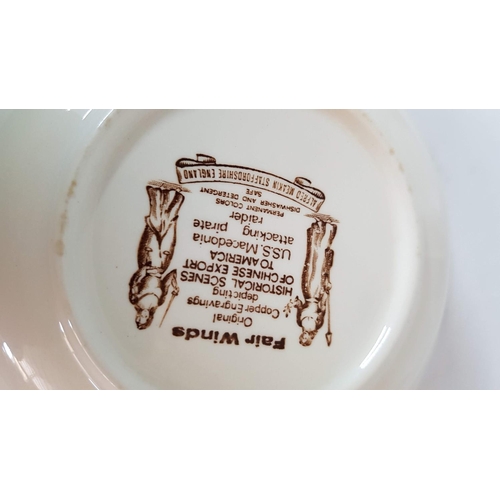 Fair Winds
Original
Copper Engravings
depicting
HISTORICAL SCENES
OF CHINESE EXPORT
TO AMERICA
U.S.S. Macedonia
attacking pirate
raider
PERMANENT COLORS
DISHWASHER AND DETERGENT
SAFE
ALFRED MEAKIN STAFFORDSHIRE ENGLAND